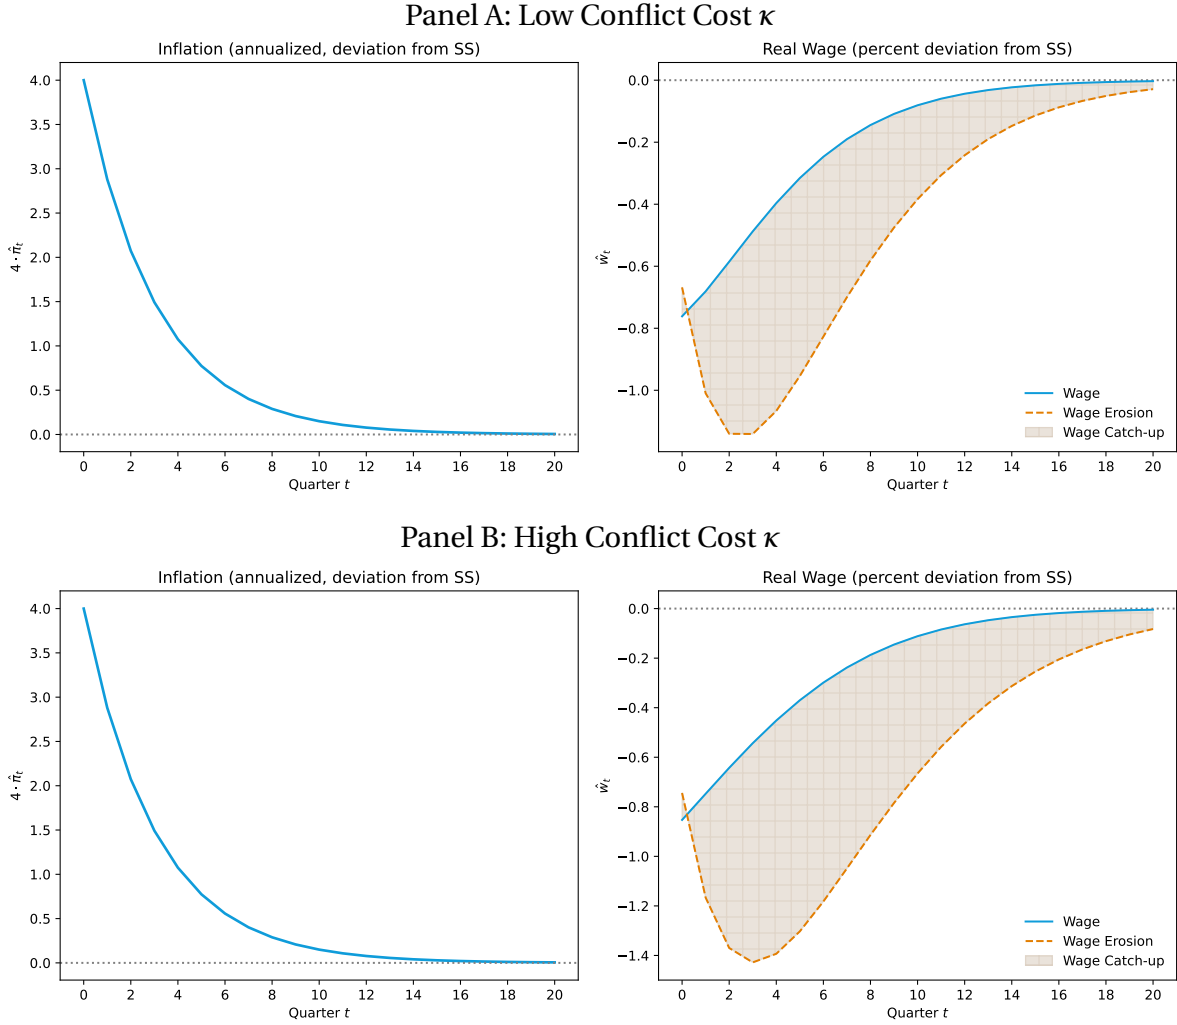 Panel A: Low Conflict Cost κ
Inflation (annualized, deviation from SS)
4.0
3.5
3.0
2.5
2.0
1.5
1.0
0.5
0.0
4 · π̂ₜ
0 2 4 6 8 10 12 14 16 18 20
Quarter t
Real Wage (percent deviation from SS)
0.0
−0.2
−0.4
−0.6
−0.8
−1.0
ŵₜ
Wage
Wage Erosion
Wage Catch-up
0 2 4 6 8 10 12 14 16 18 20
Quarter t
Panel B: High Conflict Cost κ
Inflation (annualized, deviation from SS)
4.0
3.5
3.0
2.5
2.0
1.5
1.0
0.5
0.0
4 · π̂ₜ
0 2 4 6 8 10 12 14 16 18 20
Quarter t
Real Wage (percent deviation from SS)
0.0
−0.2
−0.4
−0.6
−0.8
−1.0
−1.2
−1.4
ŵₜ
Wage
Wage Erosion
Wage Catch-up
0 2 4 6 8 10 12 14 16 18 20
Quarter t